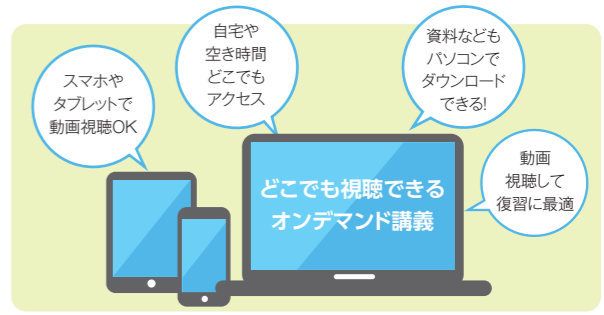 スマホや
タブレットで
動画視聴OK
自宅や
空き時間
どこでも
アクセス
資料なども
パソコンで
ダウンロード
できる!
動画
視聴して
復習に最適
どこでも視聴できる
オンデマンド講義